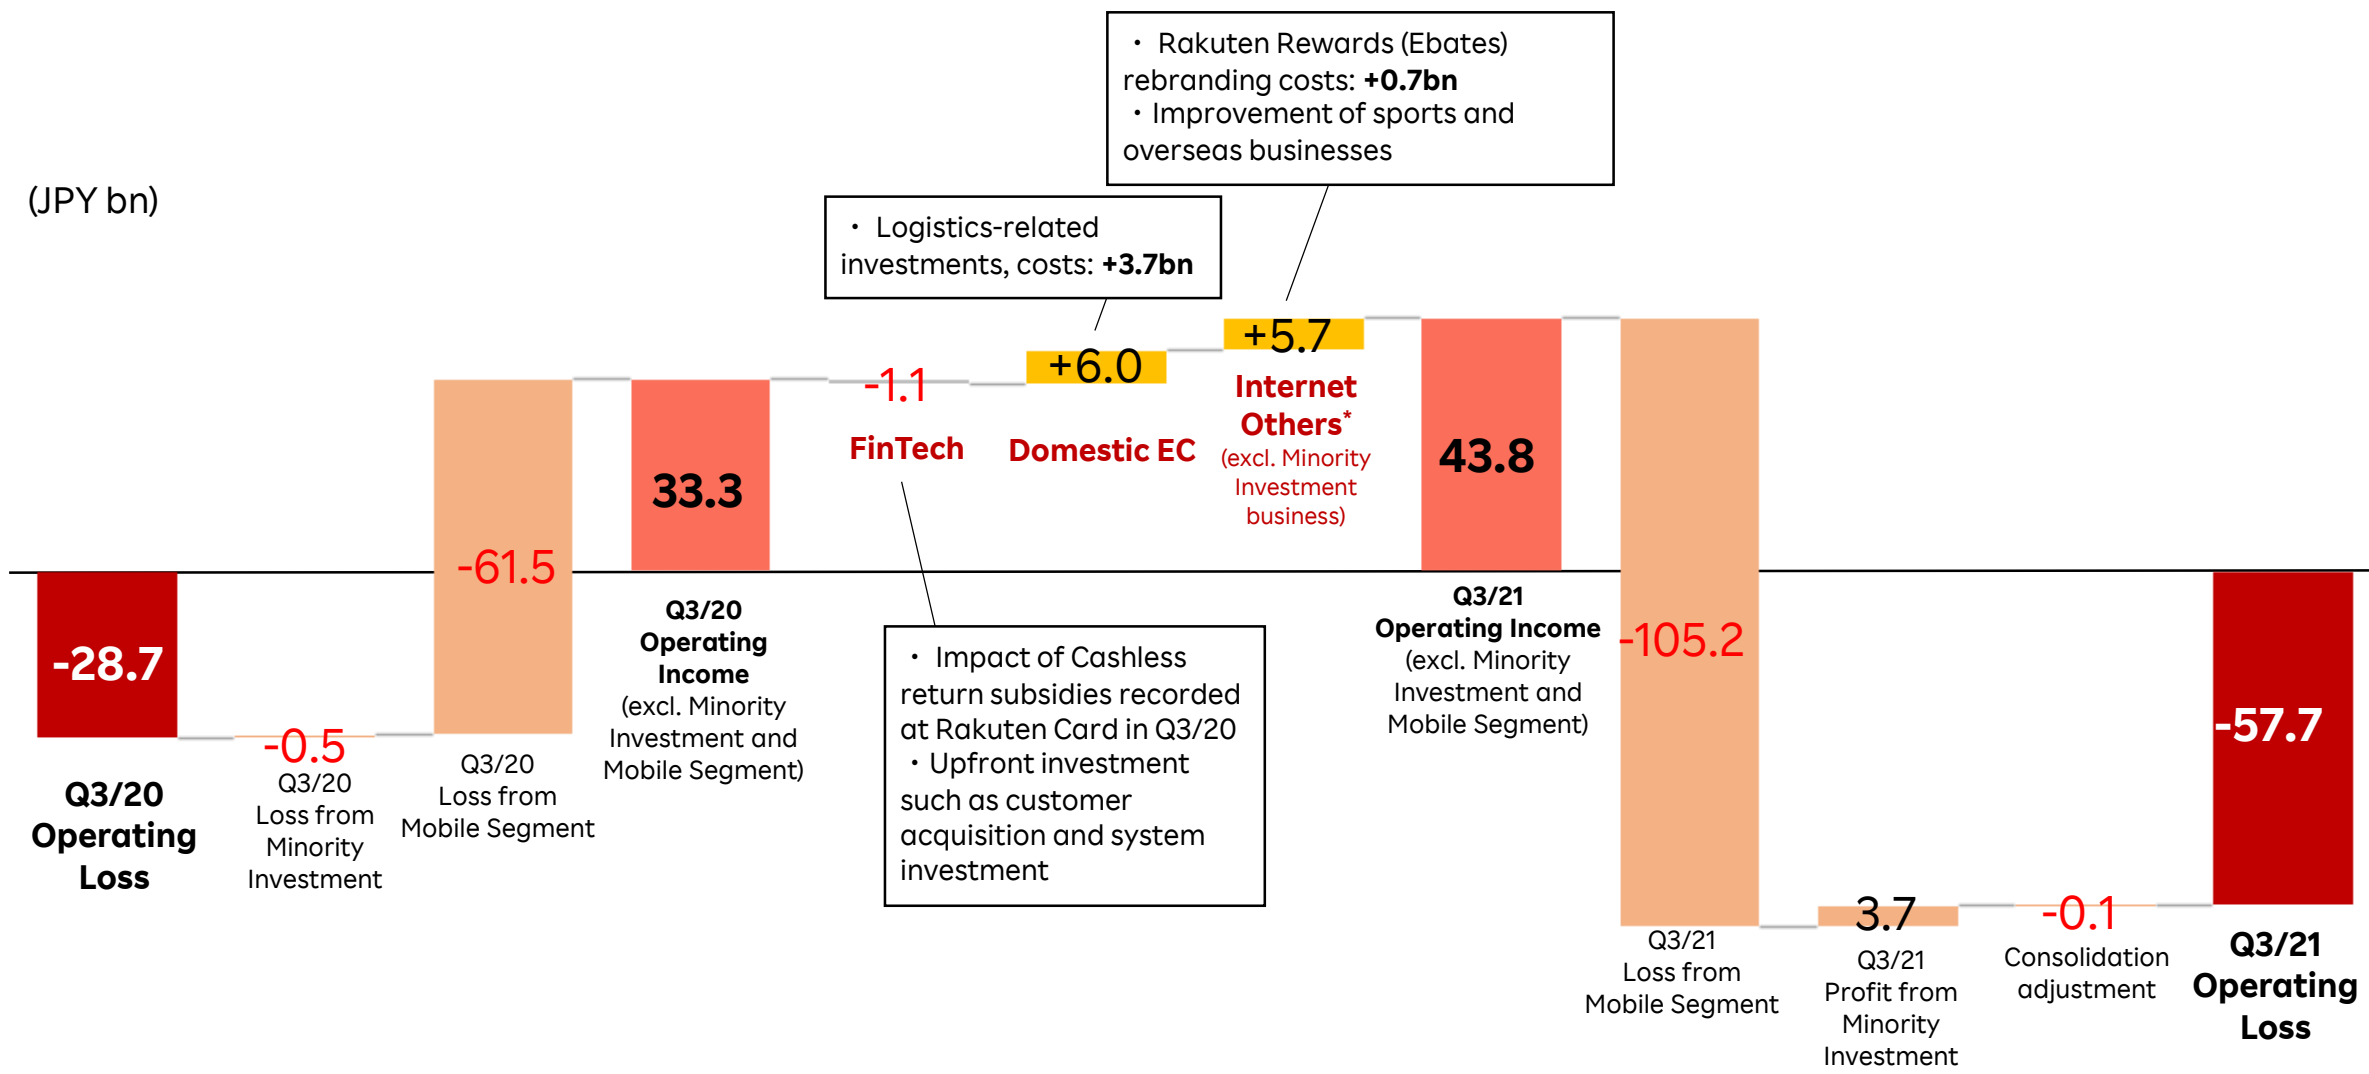 ・ Rakuten Rewards (Ebates)
rebranding costs: +0.7bn
・Improvement of sports and
overseas businesses
(JPY bn)
・ Logistics-related
investments, costs: +3.7bn
-28.7
Q3/20
Operating
Loss
-0.5
Q3/20
Loss from
Minority
Investment
-61.5
Q3/20
Loss from
Mobile Segment
33.3
Q3/20
Operating
Income
(excl. Minority
Investment and
Mobile Segment)
-1.1
FinTech
・ Impact of Cashless
return subsidies recorded
at Rakuten Card in Q3/20
・Upfront investment
such as customer
acquisition and system
investment
+6.0
Domestic EC
+5.7
Internet
Others*
(excl. Minority
Investment
business)
43.8
Q3/21
Operating Income
(excl. Minority
Investment and
Mobile Segment)
-105.2
Q3/21
Loss from
Mobile Segment
3.7
Q3/21
Profit from
Minority
Investment
-0.1
Consolidation
adjustment
-57.7
Q3/21
Operating
Loss